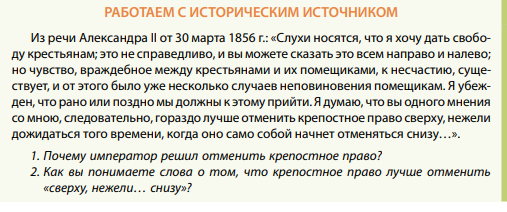 РАБОТАЕМ С ИСТОРИЧЕСКИМ ИСТОЧНИКОМ
Из речи Александра II от 30 марта 1856 г.: «Слухи носятся, что я хочу дать свобо-
ду крестьянам; это не справедливо, и вы можете сказать это всем направо и налево;
но чувство, враждебное между крестьянами и их помещиками, к несчастию, суще-
ствует, и от этого было уже несколько случаев неповиновения помещикам. Я убеж-
ден, что рано или поздно мы должны к этому прийти. Я думаю, что вы одного мнения
со мною, следовательно, гораздо лучше отменить крепостное право сверху, нежели
дожидаться того времени, когда оно само собой начнет отменяться снизу…».
1. Почему император решил отменить крепостное право?
2. Как вы понимаете слова о том, что крепостное право лучше отменить
«сверху, нежели… снизу»?